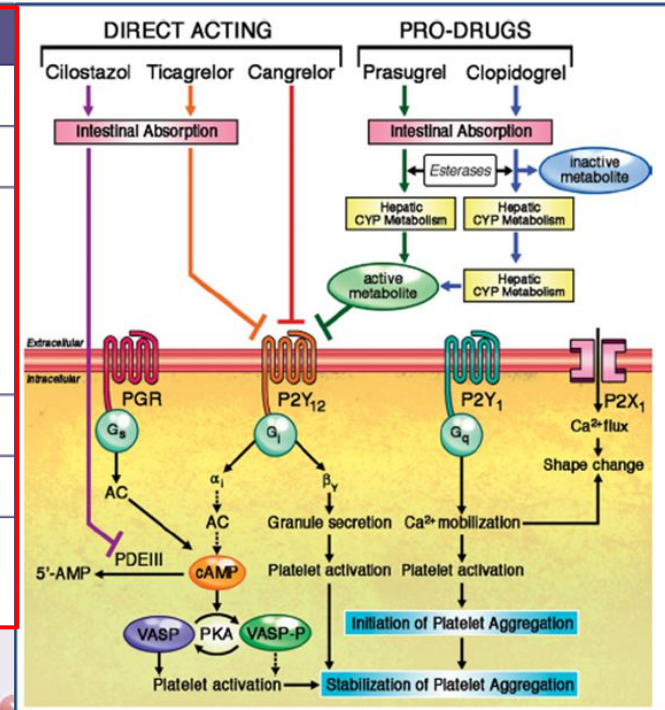 DIRECT ACTING
PRO-DRUGS
Cilostazol Ticagrelor Cangrelor
Prasugrel Clopidogrel
Intestinal Absorption
Intestinal Absorption
Esterases
inactive
metabolite
Hepatic
CYP Metabolism
Hepatic
CYP Metabolism
active
metabolite
Hepatic
CYP Metabolism
Extracellular
Intracellular
PGR
P2Y₁₂
P2Y₁
P2X₁
Gₛ
Gᵢ
G_q
Ca²⁺flux
Shape change
αᵢ
βᵧ
AC
AC
Granule secretion
Ca²⁺ mobilization
PDEIII
5'-AMP
cAMP
Platelet activation
Platelet activation
Initiation of Platelet Aggregation
VASP
PKA
VASP-P
Platelet activation
Stabilization of Platelet Aggregation